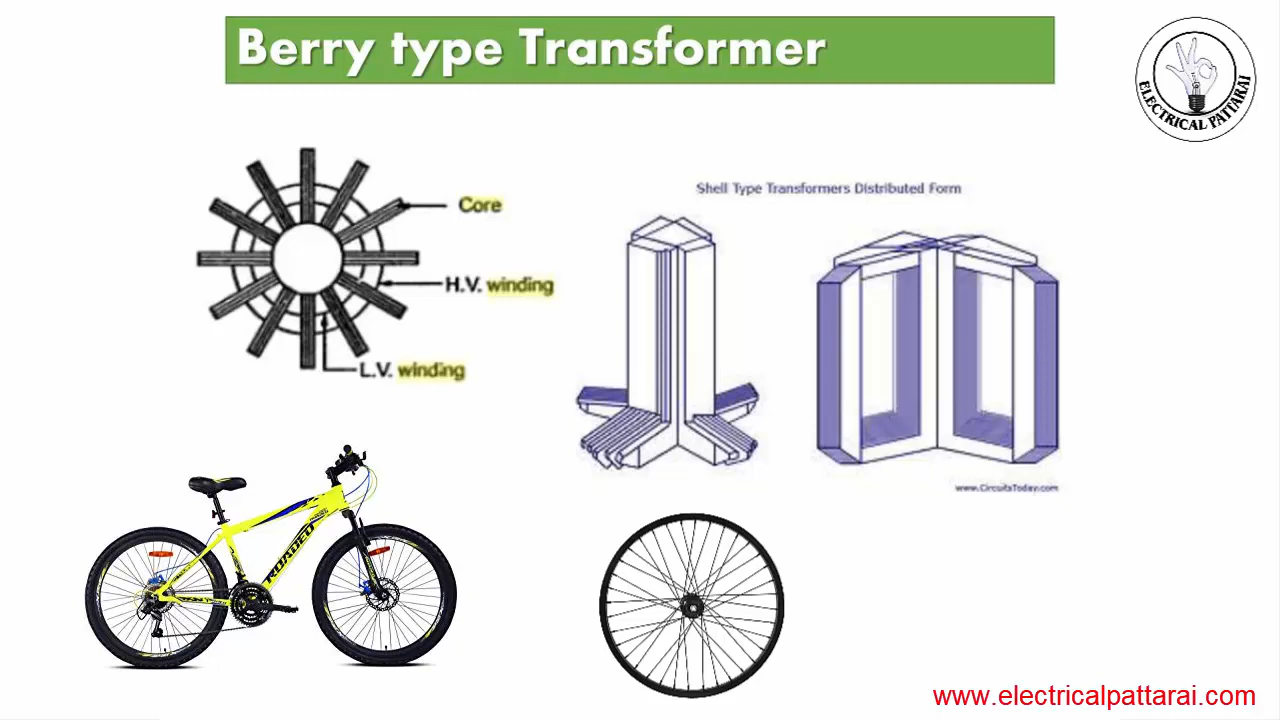 Berry type Transformer
ELECTRICAL PATTARAI
Core
H.V. winding
L.V. winding
Shell Type Transformers Distributed Form
www.CircuitsToday.com
ROADEO
www.electricalpattarai.com